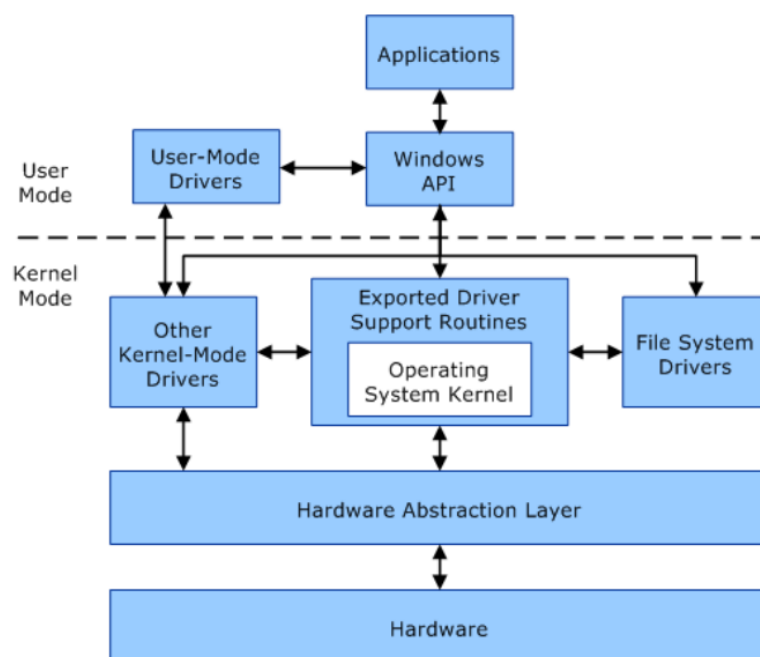 Applications
User-Mode
Drivers
Windows
API
User
Mode
Kernel
Mode
Exported Driver
Support Routines
Other
Kernel-Mode
Drivers
Operating
System Kernel
File System
Drivers
Hardware Abstraction Layer
Hardware